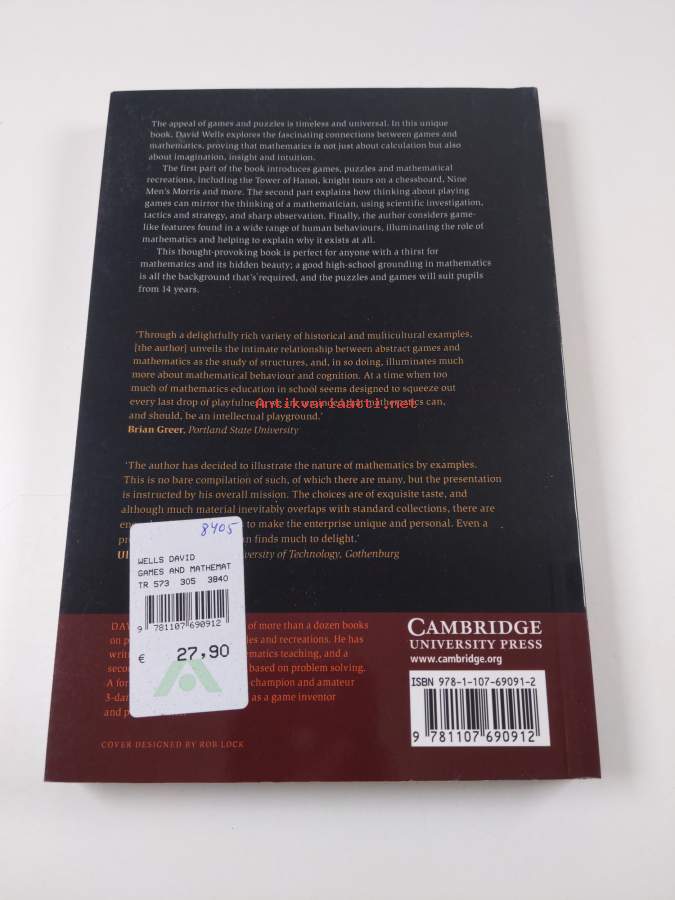 The appeal of games and puzzles is timeless and universal. In this unique
book, David Wells explores the fascinating connections between games and
mathematics, proving that mathematics is not just about calculation but also
about imagination, insight and intuition.
The first part of the book introduces games, puzzles and mathematical
recreations, including the Tower of Hanoi, knight tours on a chessboard, Nine
Men's Morris and more. The second part explains how thinking about playing
games can mirror the thinking of a mathematician, using scientific investigation,
tactics and strategy, and sharp observation. Finally, the author considers game-
like features found in a wide range of human behaviours, illuminating the role of
mathematics and helping to explain why it exists at all.
This thought-provoking book is perfect for anyone with a thirst for
mathematics and its hidden beauty; a good high-school grounding in mathematics
is all the background that's required, and the puzzles and games will suit pupils
from 14 years.
'Through a delightfully rich variety of historical and multicultural examples,
[the author] unveils the intimate relationship between abstract games and
mathematics as the study of structures, and, in so doing, illuminates much
more about mathematical behaviour and cognition. At a time when too
much of mathematics education in school seems designed to squeeze out
every last drop of playfulness, we are reminded that mathematics can,
Antikvariaatti.net
and should, be an intellectual playground.'
Brian Greer, Portland State University
'The author has decided to illustrate the nature of mathematics by examples.
This is no bare compilation of such, of which there are many, but the presentation
is instructed by his overall mission. The choices are of exquisite taste, and
although much material inevitably overlaps with standard collections, there are
to make the enterprise unique and personal. Even a
finds much to delight.'
University of Technology, Gothenburg
8405
WELLS DAVID
GAMES AND MATHEMAT
TR 573 305 3840
9 781107 690912
€ 27,90
of more than a dozen books
and recreations. He has
teaching, and a
based on problem solving.
champion and amateur
as a game inventor
and
COVER DESIGNED BY ROB LOCK
CAMBRIDGE
UNIVERSITY PRESS
www.cambridge.org
ISBN 978-1-107-69091-2
9 781107 690912